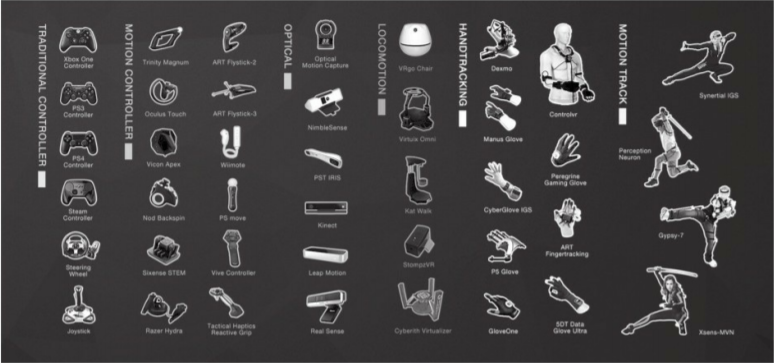 TRADITIONAL CONTROLLER
Xbox One
Controller
PS3
Controller
PS4
Controller
Steam
Controller
Steering
Wheel
Joystick
MOTION CONTROLLER
Trinity Magnum
Oculus Touch
Vicon Apex
Nod Backspin
Sixense STEM
Razer Hydra
ART Flystick-2
ART Flystick-3
Wiimote
PS move
Vive Controller
Tactical Haptics
Reactive Grip
OPTICAL
Optical
Motion Capture
NimbleSense
PST IRIS
Kinect
Leap Motion
Real Sense
LOCOMOTION
VRgo Chair
Virtuix Omni
Kat Walk
StompzVR
Cyberith Virtualizer
HANDTRACKING
Dexmo
Manus Glove
CyberGlove IGS
P5 Glove
GloveOne
Controlvr
Peregrine
Gaming Glove
ART
Fingertracking
5DT Data
Glove Ultra
MOTION TRACK
Synertial IGS
Perception
Neuron
Gypsy-7
Xsens-MVN